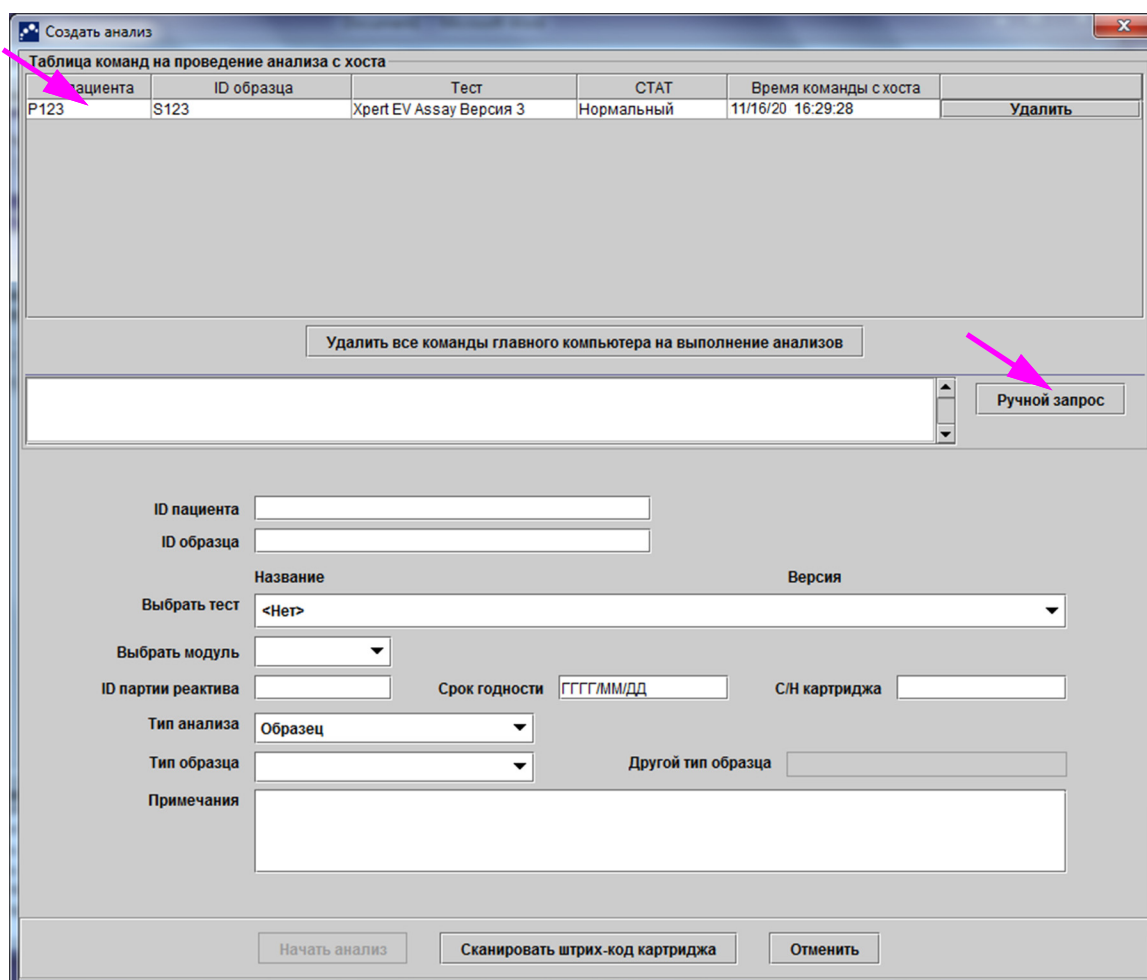 Создать анализ
Таблица команд на проведение анализа с хоста
пациента ID образца Тест СТАТ Время команды с хоста
P123 S123 Xpert EV Assay Версия 3 Нормальный 11/16/20 16:29:28 Удалить
Удалить все команды главного компьютера на выполнение анализов
Ручной запрос
ID пациента
ID образца
Название Версия
Выбрать тест <Нет>
Выбрать модуль
ID партии реактива Срок годности ГГГГ/ММ/ДД С/Н картриджа
Тип анализа Образец
Тип образца Другой тип образца
Примечания
Начать анализ Сканировать штрих-код картриджа Отменить